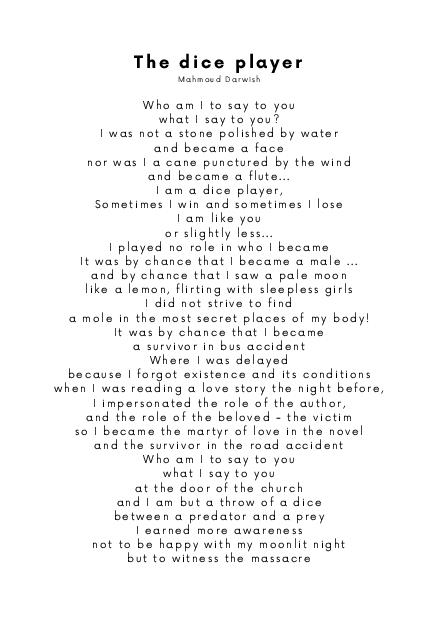 The dice player
Mahmoud Darwish
Who am I to say to you
what I say to you?
I was not a stone polished by water
and became a face
nor was I a cane punctured by the wind
and became a flute...
I am a dice player,
Sometimes I win and sometimes I lose
I am like you
or slightly less...
I played no role in who I became
It was by chance that I became a male ...
and by chance that I saw a pale moon
like a lemon, flirting with sleepless girls
I did not strive to find
a mole in the most secret places of my body!
It was by chance that I became
a survivor in bus accident
Where I was delayed
because I forgot existence and its conditions
when I was reading a love story the night before,
I impersonated the role of the author,
and the role of the beloved - the victim
so I became the martyr of love in the novel
and the survivor in the road accident
Who am I to say to you
what I say to you
at the door of the church
and I am but a throw of a dice
between a predator and a prey
I earned more awareness
not to be happy with my moonlit night
but to witness the massacre